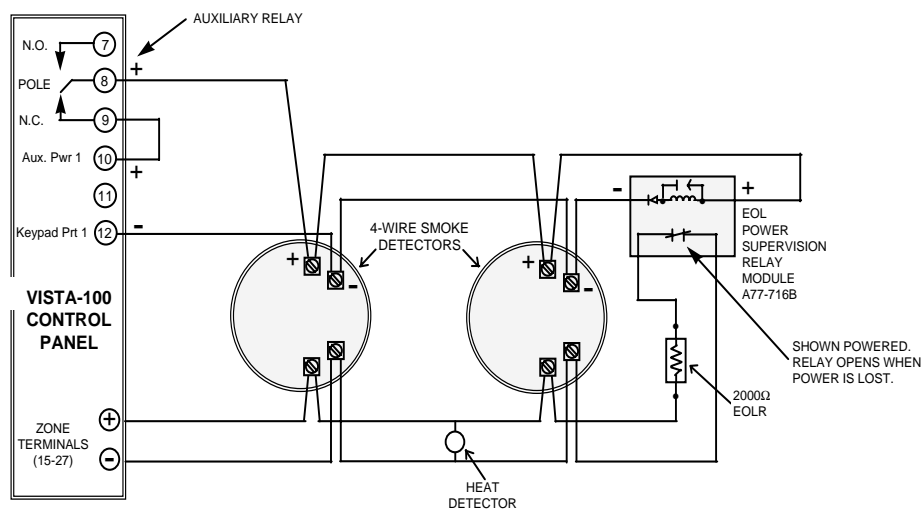 AUXILIARY RELAY
N.O.
7
+
POLE
8
N.C.
9
Aux. Pwr 1
10
+
11
Keypad Prt 1
12
-
VISTA-100
CONTROL
PANEL
ZONE
TERMINALS
(15-27)
+
-
4-WIRE SMOKE
DETECTORS
+
-
+
-
HEAT
DETECTOR
-
+
EOL
POWER
SUPERVISION
RELAY
MODULE
A77-716B
SHOWN POWERED.
RELAY OPENS WHEN
POWER IS LOST.
2000Ω
EOLR